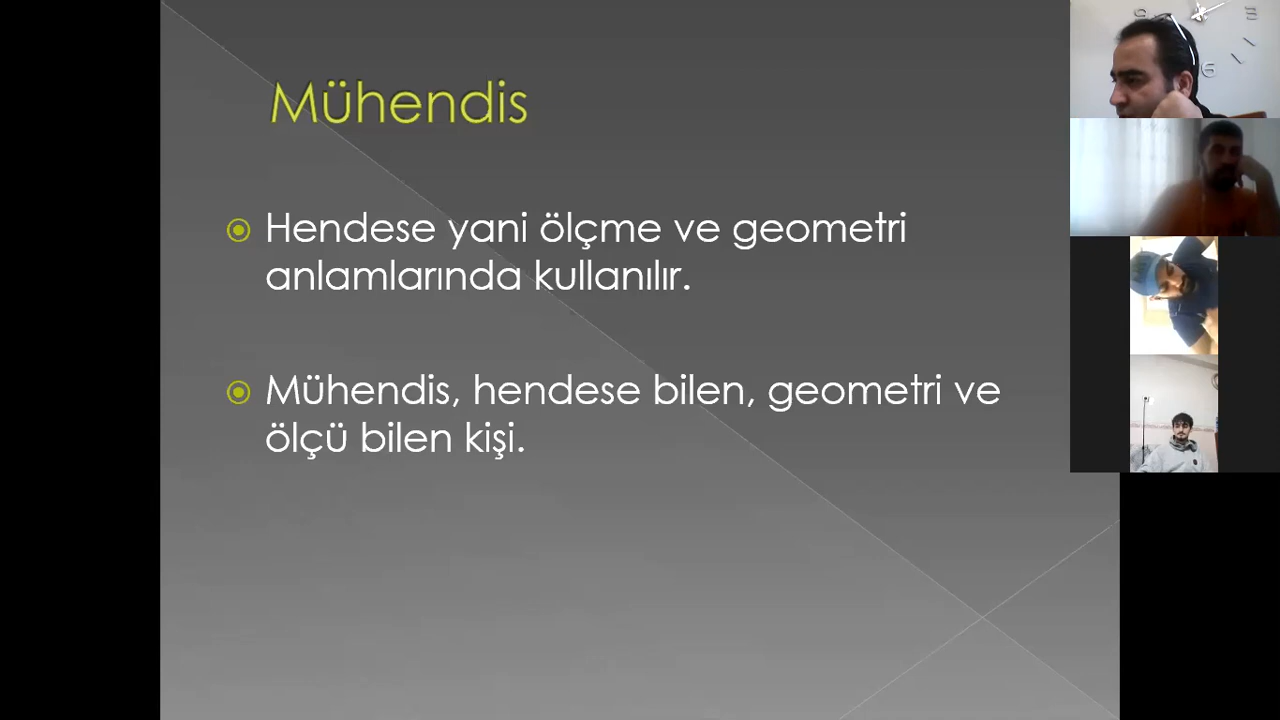 Mühendis
Hendese yani ölçme ve geometri
anlamlarında kullanılır.
Mühendis, hendese bilen, geometri ve
ölçü bilen kişi.